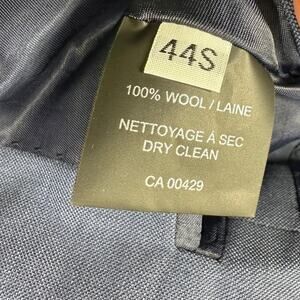 44S
100% WOOL / LAINE
NETTOYAGE À SEC
DRY CLEAN
CA 00429